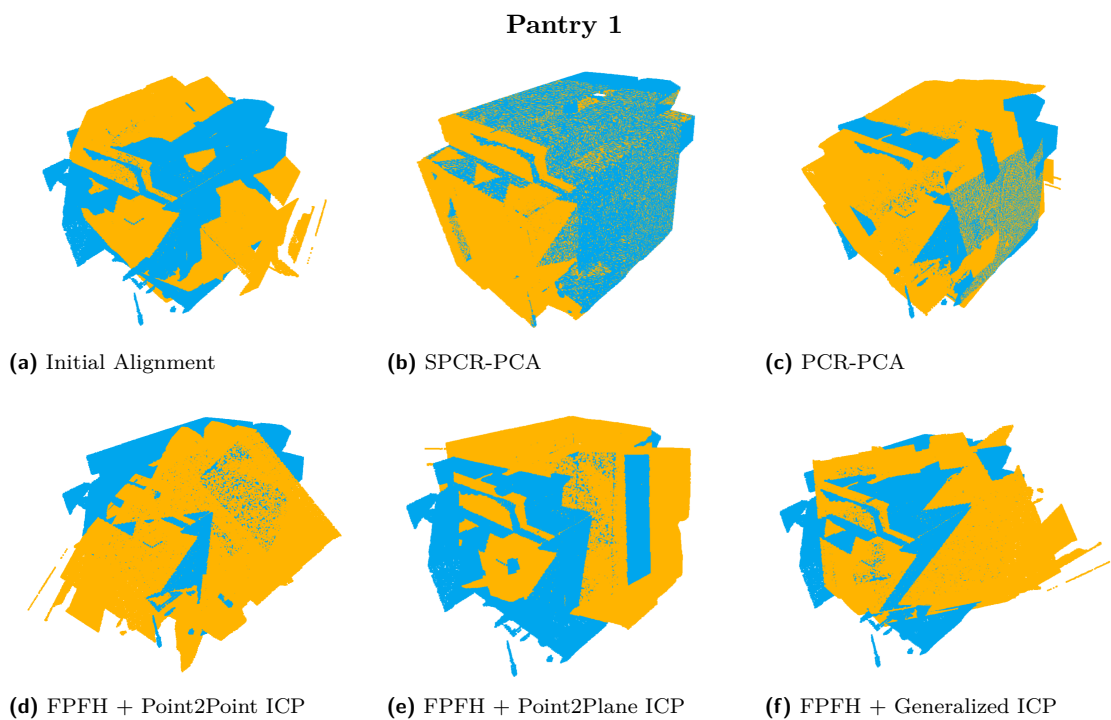 Pantry 1
(a) Initial Alignment
(b) SPCR-PCA
(c) PCR-PCA
(d) FPFH + Point2Point ICP
(e) FPFH + Point2Plane ICP
(f) FPFH + Generalized ICP